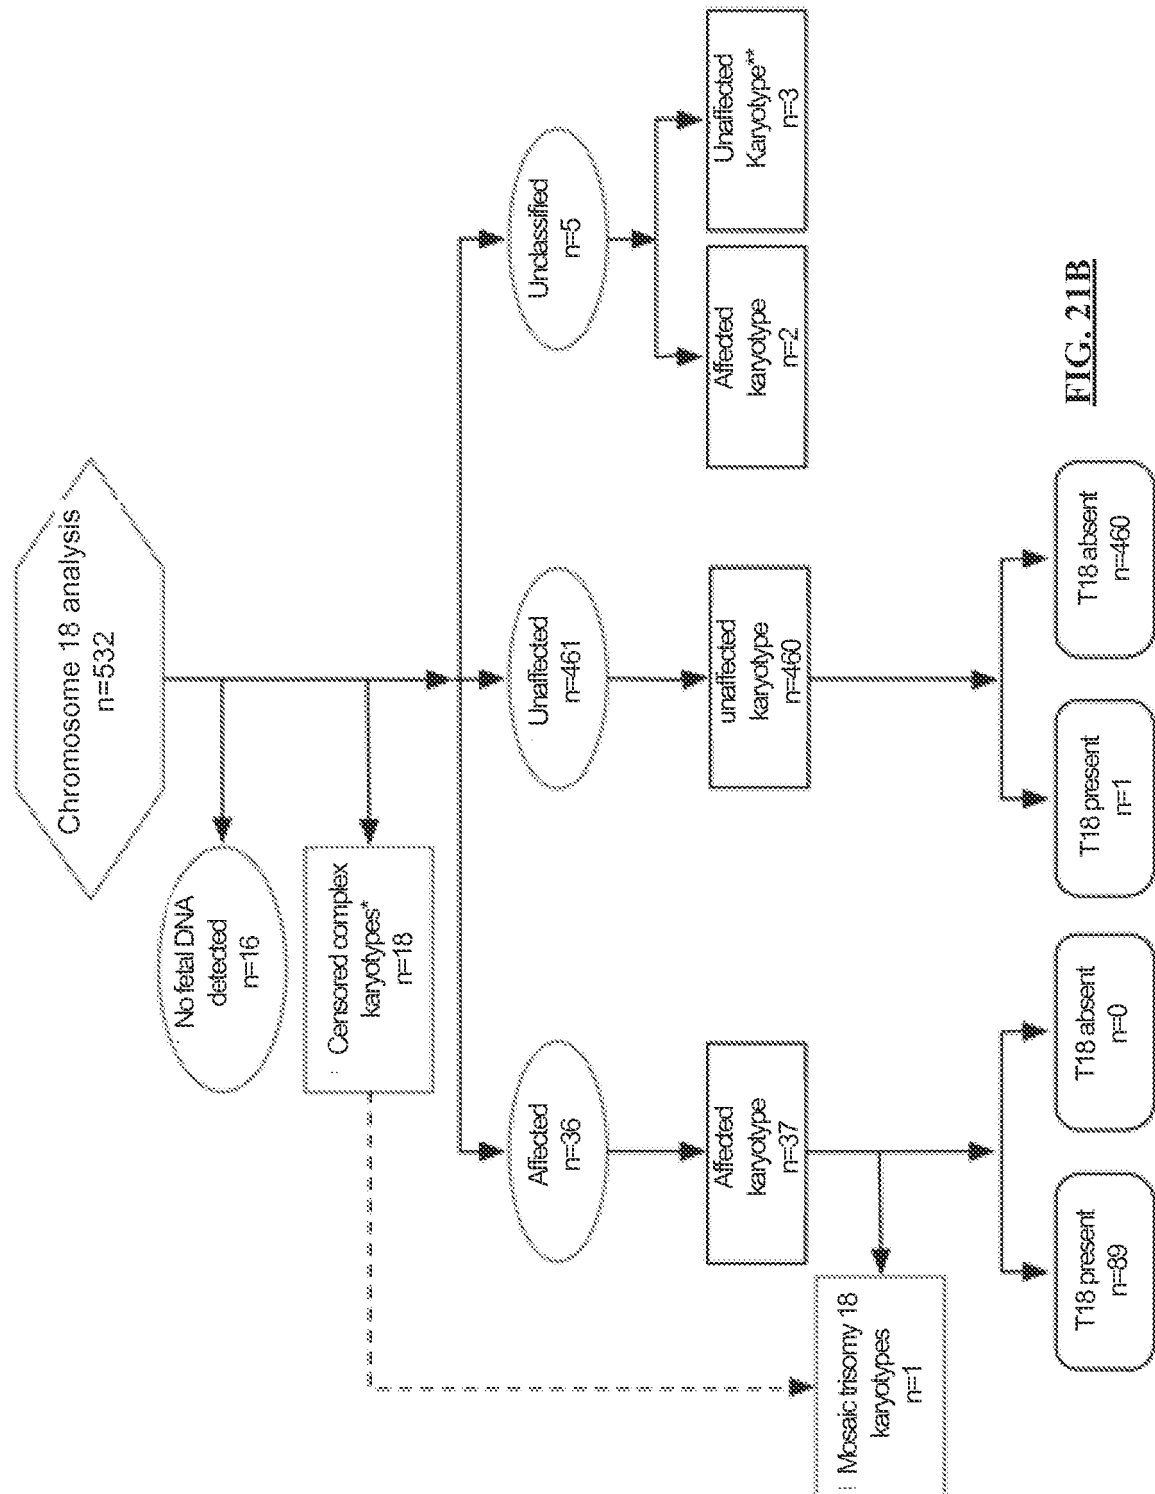 Chromosome 18 analysis
n=532
No fetal DNA
detected
n=16
Censored complex
karyotypes*
n=18
Affected
n=36
Unaffected
n=461
Unclassified
n=5
Affected
karyotype
n=37
unaffected
karyotype
n=460
Affected
karyotype
n=2
Unaffected
Karyotype**
n=3
Mosaic trisomy 18
karyotypes
n=1
T18 present
n=89
T18 absent
n=0
T18 present
n=1
T18 absent
n=460
FIG. 21B